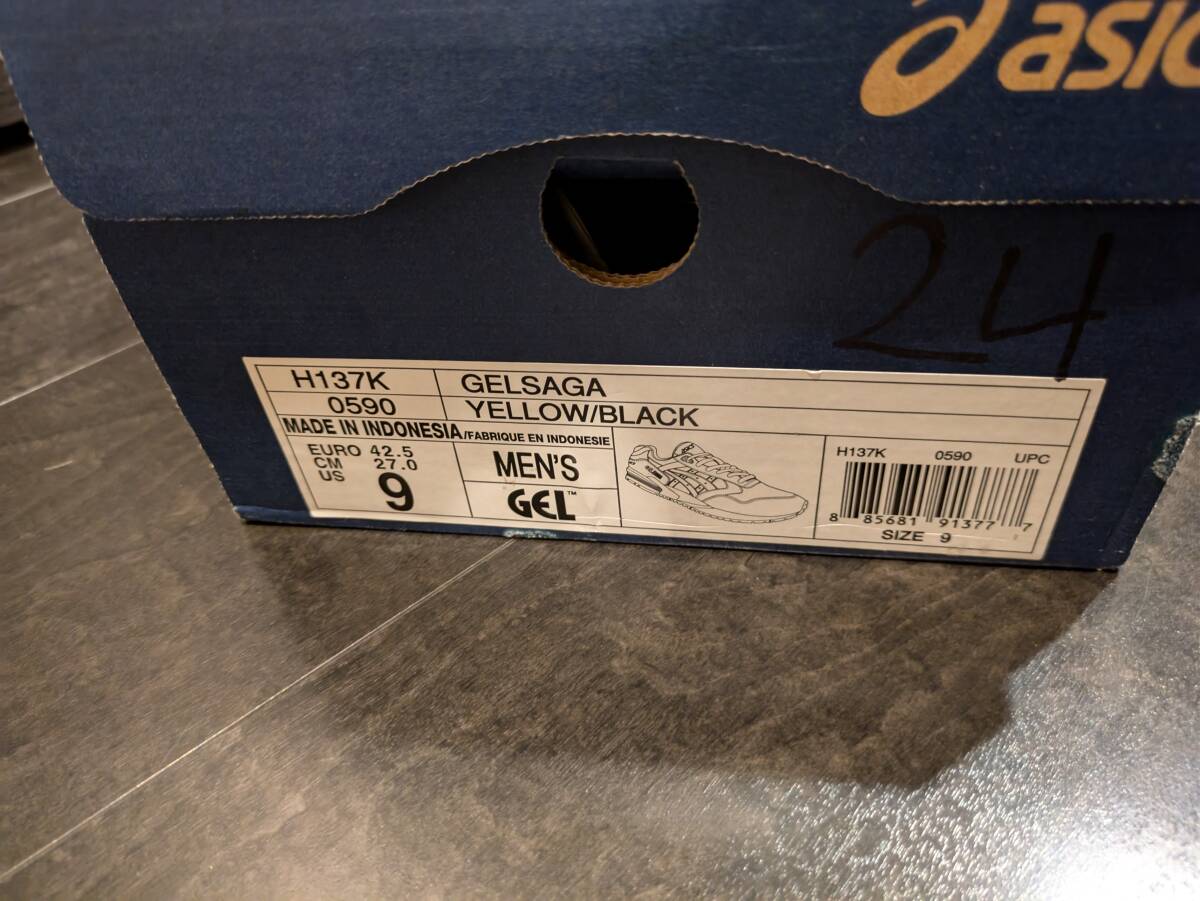 asic
24
H137K GELSAGA
0590 YELLOW/BLACK
MADE IN INDONESIA/FABRIQUE EN INDONESIE
EURO 42.5
CM 27.0
US 9
MEN'S
GEL™
H137K 0590 UPC
8 85681 91377 7
SIZE 9